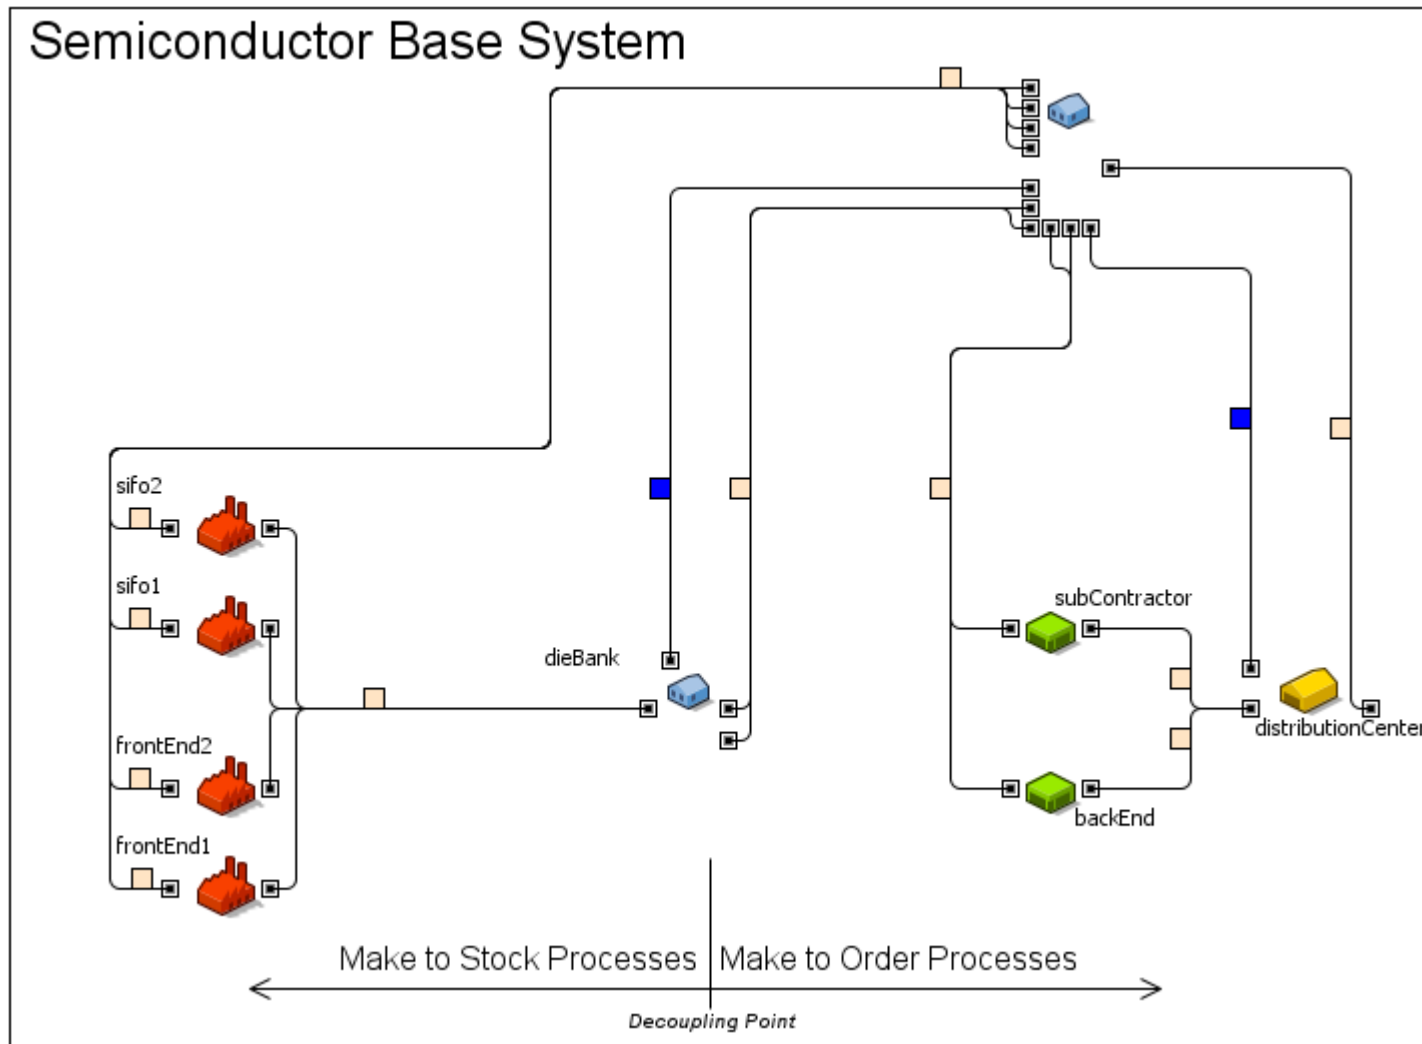 Semiconductor Base System
sifo2
sifo1
subContractor
dieBank
distributionCenter
frontEnd2
backEnd
frontEnd1
Make to Stock Processes
Make to Order Processes
Decoupling Point